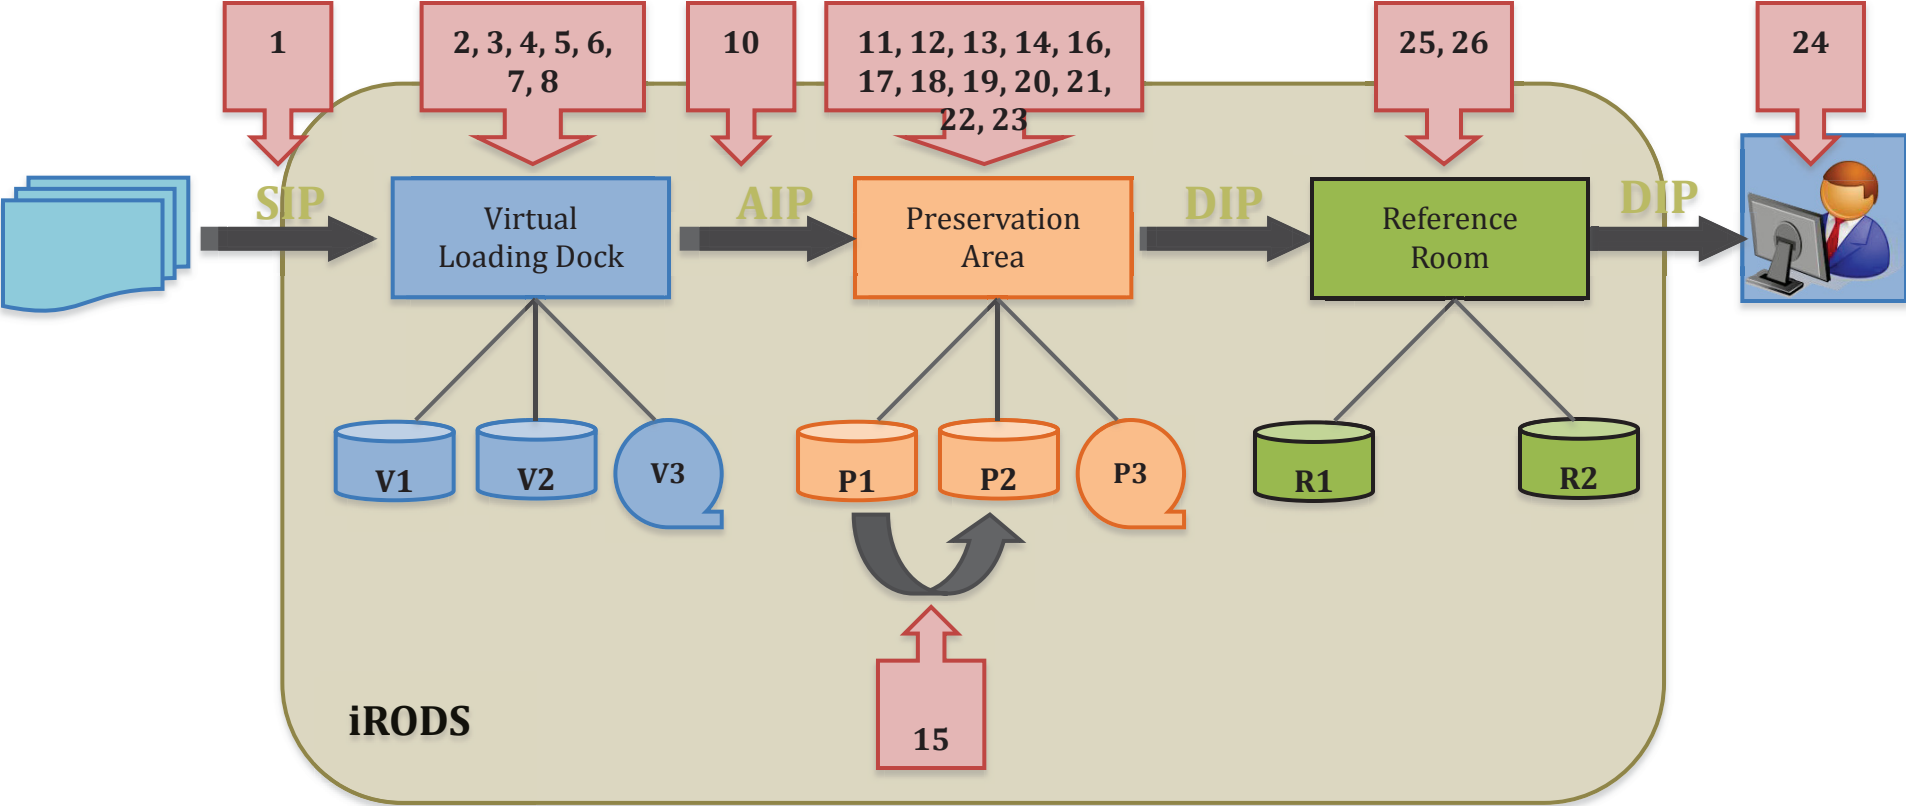 1
2, 3, 4, 5, 6,
7, 8
10
11, 12, 13, 14, 16,
17, 18, 19, 20, 21,
22, 23
25, 26
24
SIP
Virtual
Loading Dock
AIP
Preservation
Area
DIP
Reference
Room
DIP
V1
V2
V3
P1
P2
P3
R1
R2
iRODS
15